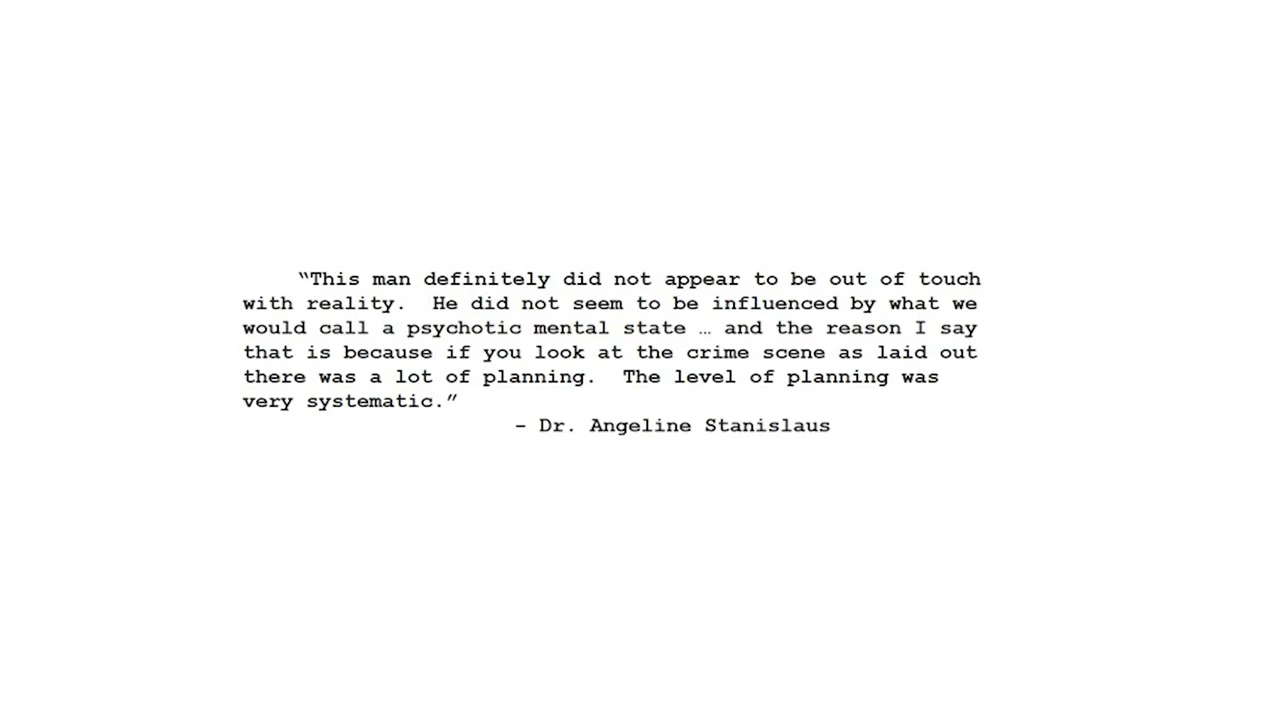 “This man definitely did not appear to be out of touch
with reality.  He did not seem to be influenced by what we
would call a psychotic mental state … and the reason I say
that is because if you look at the crime scene as laid out
there was a lot of planning.  The level of planning was
very systematic.”
– Dr. Angeline Stanislaus